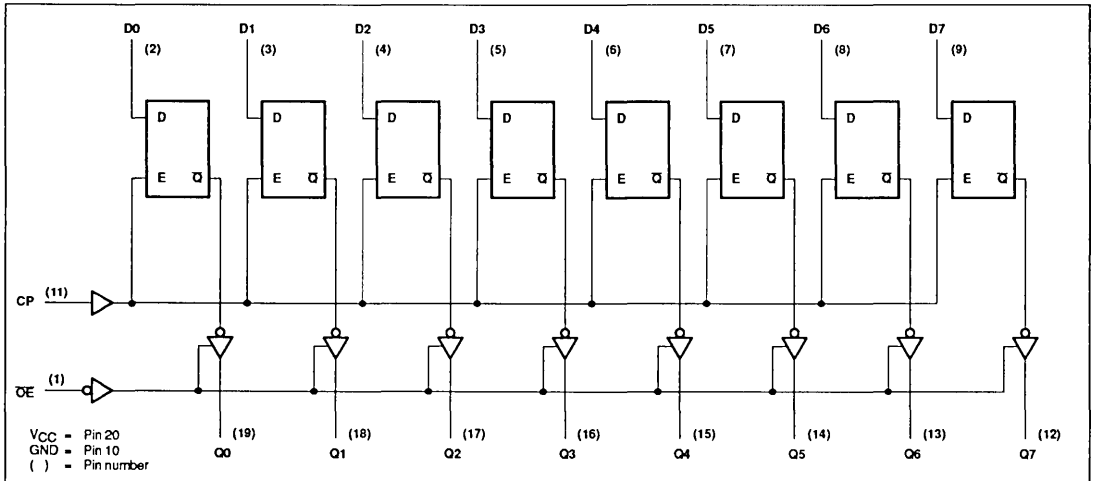 D0 D1 D2 D3 D4 D5 D6 D7
(2) (3) (4) (5) (6) (7) (8) (9)
D D D D D D D D
E Q̅ E Q̅ E Q̅ E Q̅ E Q̅ E Q̅ E Q̅ E Q̅
CP (11)
O̅E̅ (1)
(19) (18) (17) (16) (15) (14) (13) (12)
Q0 Q1 Q2 Q3 Q4 Q5 Q6 Q7
VCC = Pin 20
GND = Pin 10
( ) = Pin number